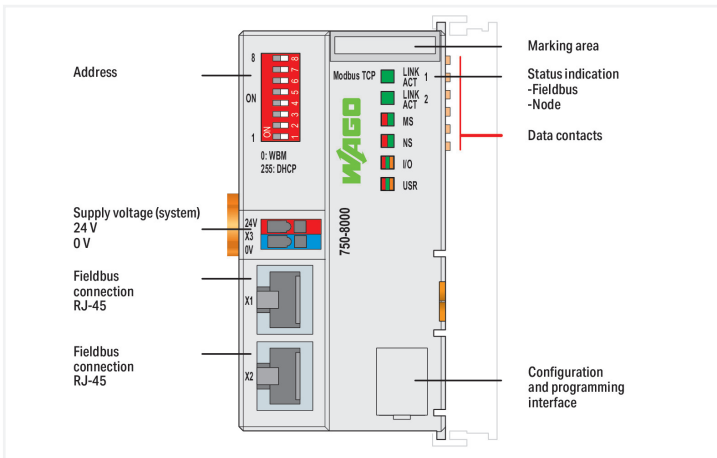 Address
Supply voltage (system)
24 V
0 V
Fieldbus
connection
RJ-45
Fieldbus
connection
RJ-45
8
ON
1
8
7
6
5
4
3
2
1
ON
0: WBM
255: DHCP
24V
X3
0V
X1
X2
Modbus TCP
LINK
ACT 1
LINK
ACT 2
MS
NS
I/O
USR
WAGO
750-8000
Marking area
Status indication
-Fieldbus
-Node
Data contacts
Configuration
and programming
interface